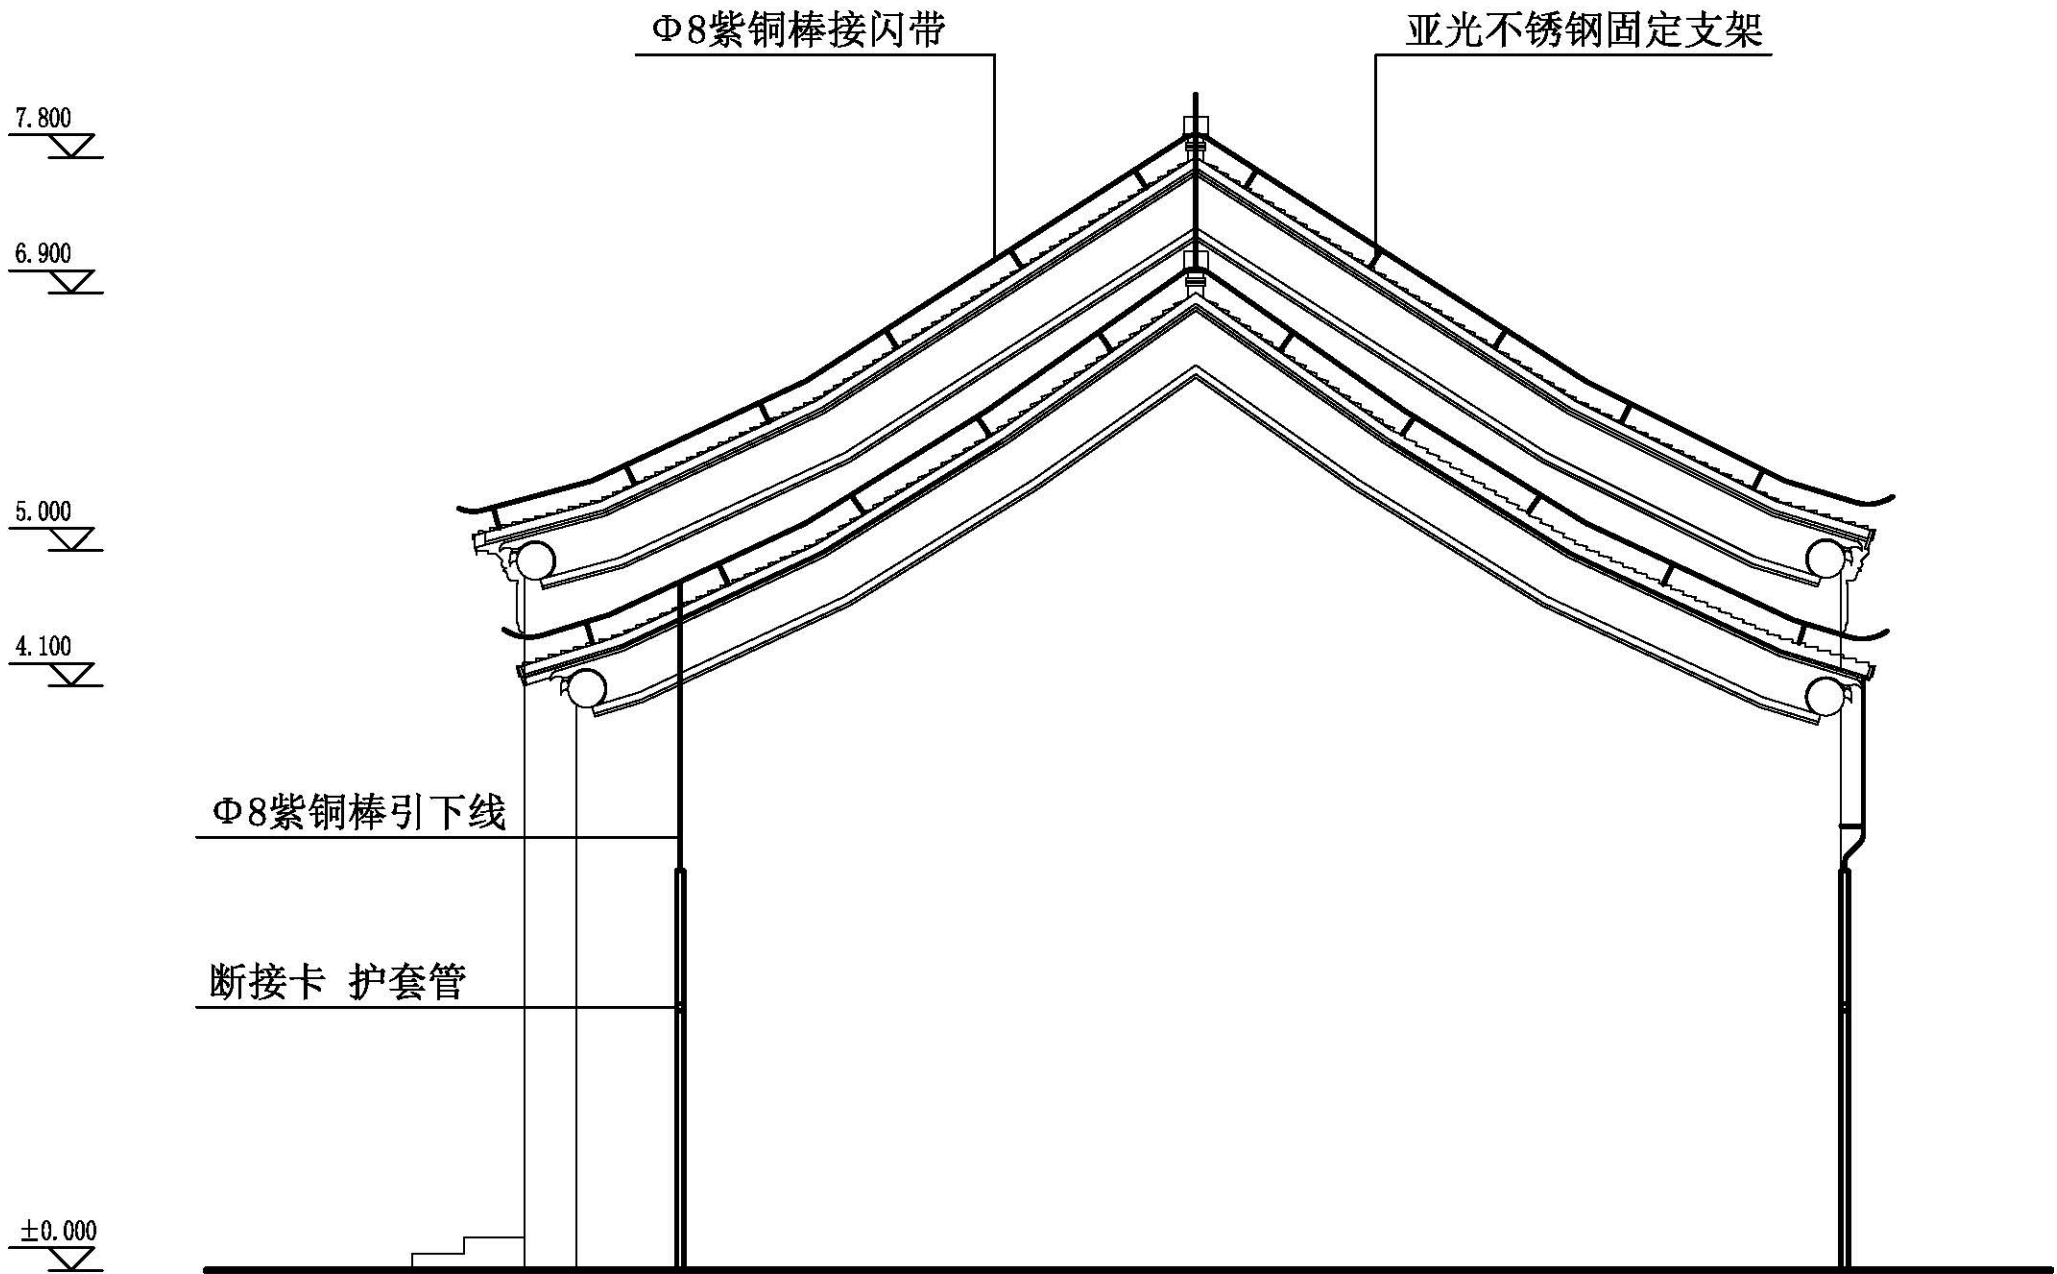 Φ8紫铜棒接闪带
亚光不锈钢固定支架
7.800
6.900
5.000
4.100
Φ8紫铜棒引下线
断接卡 护套管
±0.000